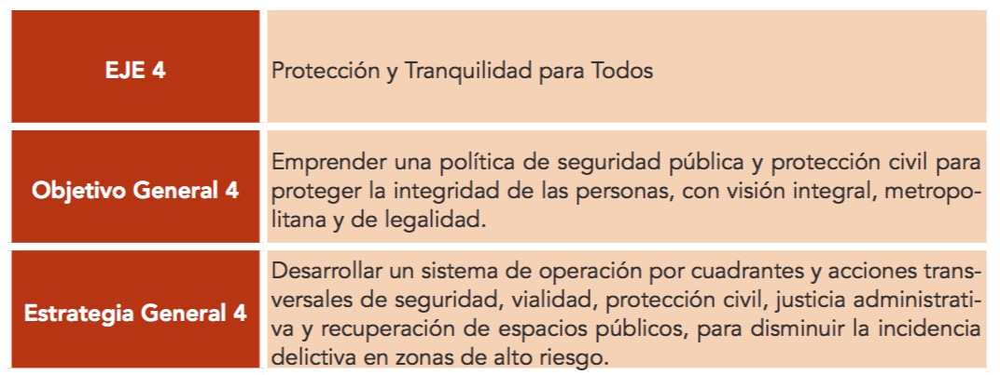 EJE 4
Protección y Tranquilidad para Todos
Objetivo General 4
Emprender una política de seguridad pública y protección civil para
proteger la integridad de las personas, con visión integral, metropo-
litana y de legalidad.
Estrategia General 4
Desarrollar un sistema de operación por cuadrantes y acciones trans-
versales de seguridad, vialidad, protección civil, justicia administrati-
va y recuperación de espacios públicos, para disminuir la incidencia
delictiva en zonas de alto riesgo.